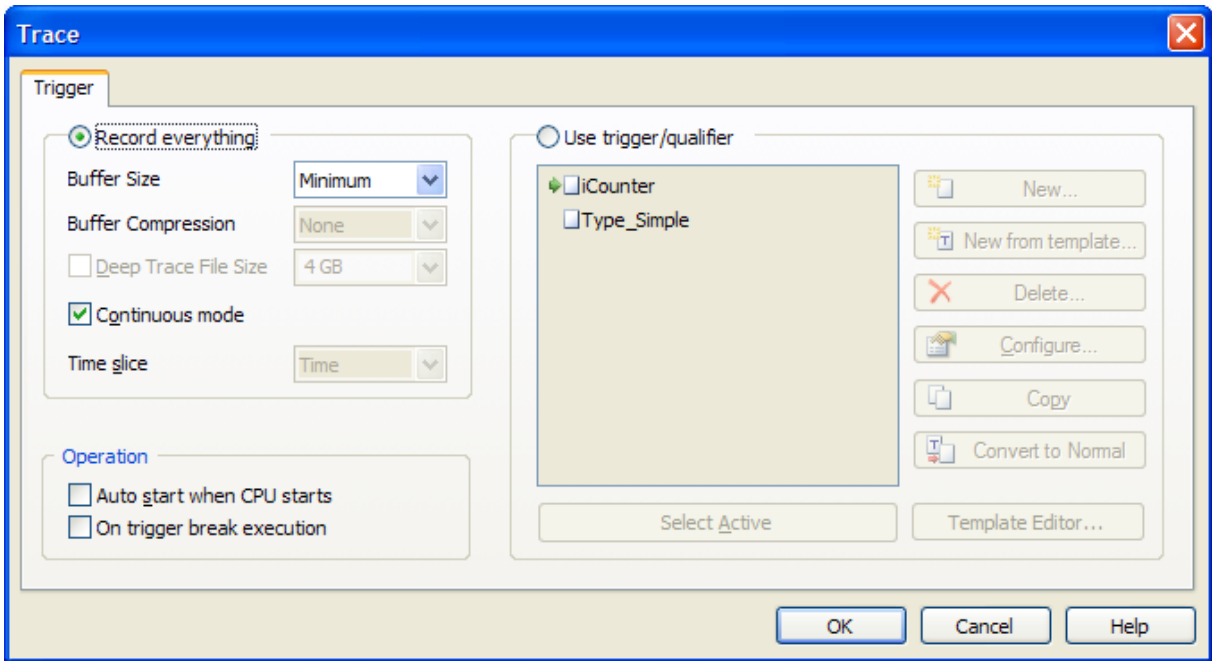 Trace
Trigger
Record everything
Buffer Size
Minimum
Buffer Compression
None
Deep Trace File Size
4 GB
Continuous mode
Time slice
Time
Operation
Auto start when CPU starts
On trigger break execution
Use trigger/qualifier
iCounter
Type_Simple
New...
New from template...
Delete...
Configure...
Copy
Convert to Normal
Select Active
Template Editor...
OK
Cancel
Help